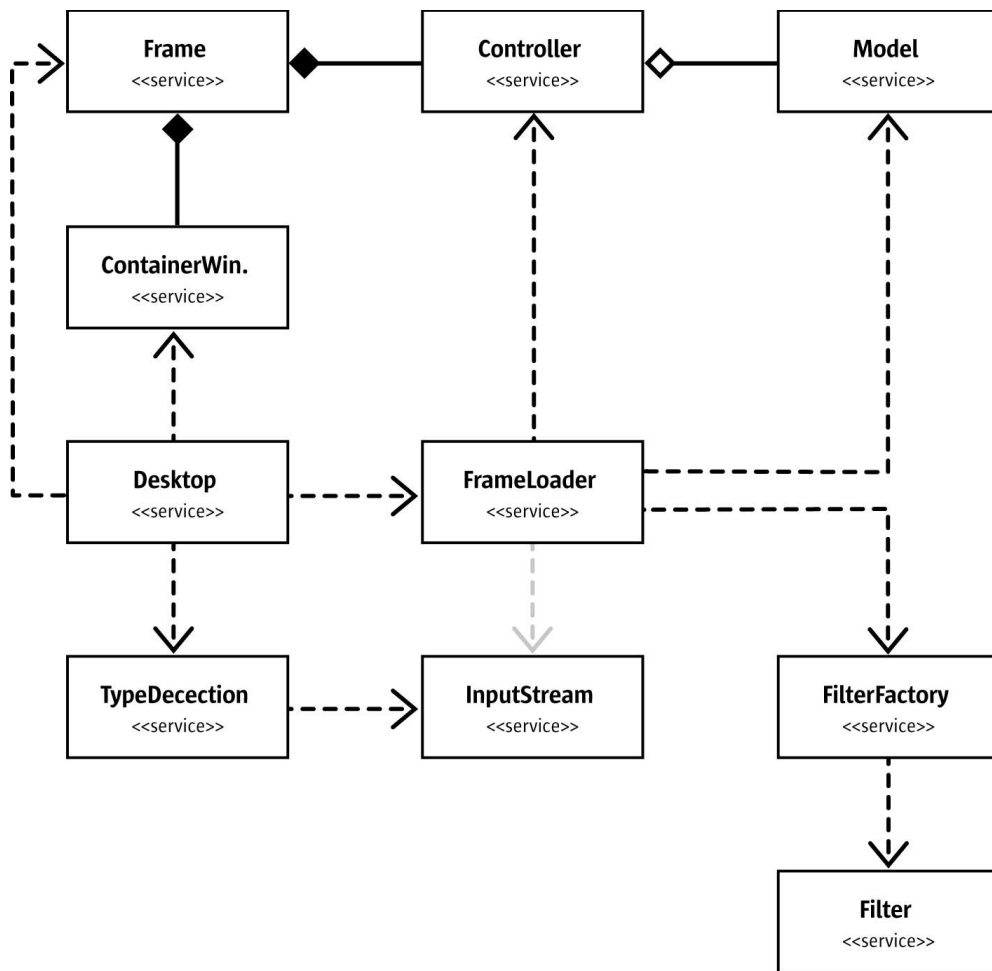 Frame
<<service>>
Controller
<<service>>
Model
<<service>>
ContainerWin.
<<service>>
Desktop
<<service>>
FrameLoader
<<service>>
TypeDecection
<<service>>
InputStream
<<service>>
FilterFactory
<<service>>
Filter
<<service>>